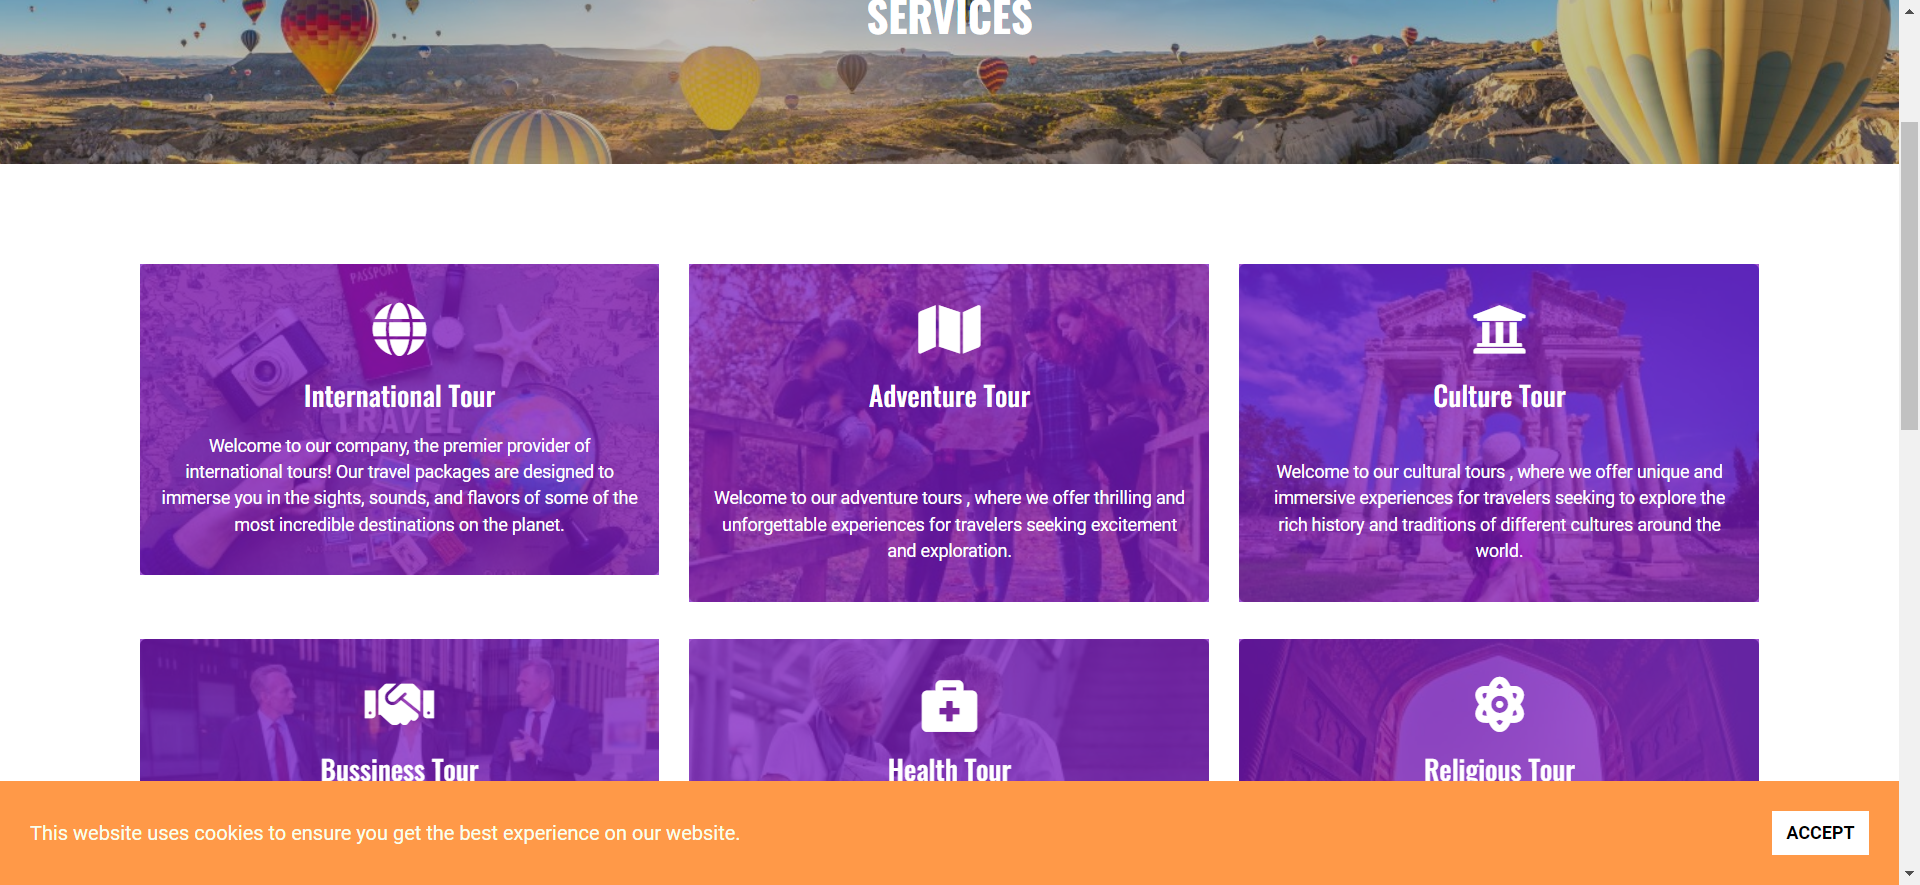 SERVICES
PASSPORT
International Tour
TRAVEL
Welcome to our company, the premier provider of
international tours! Our travel packages are designed to
immerse you in the sights, sounds, and flavors of some of the
most incredible destinations on the planet.
Adventure Tour
Welcome to our adventure tours , where we offer thrilling and
unforgettable experiences for travelers seeking excitement
and exploration.
Culture Tour
Welcome to our cultural tours , where we offer unique and
immersive experiences for travelers seeking to explore the
rich history and traditions of different cultures around the
world.
Bussiness Tour
Health Tour
Religious Tour
This website uses cookies to ensure you get the best experience on our website.
ACCEPT